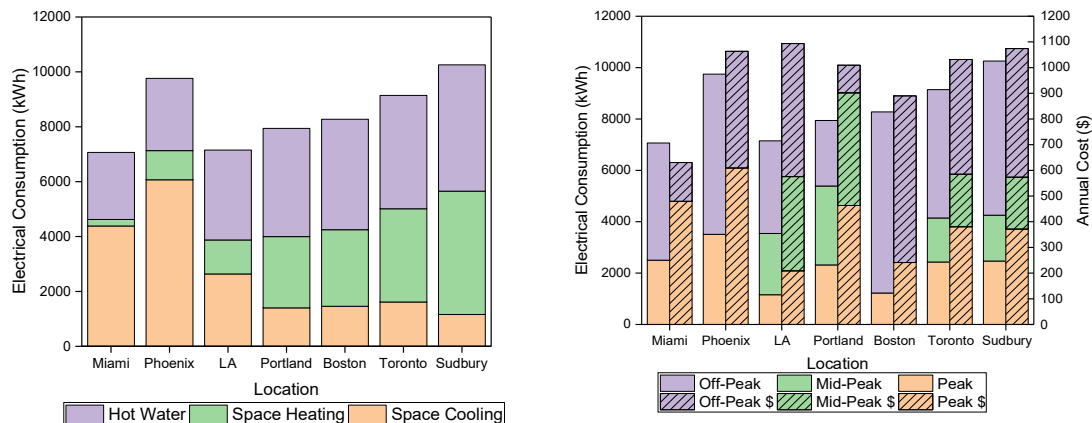 12000
10000
8000
6000
4000
2000
0
Electrical Consumption (kWh)
Miami Phoenix LA Portland Boston Toronto Sudbury
Location
Hot Water Space Heating Space Cooling
12000
10000
8000
6000
4000
2000
0
Electrical Consumption (kWh)
1200
1100
1000
900
800
700
600
500
400
300
200
100
0
Annual Cost ($)
Miami Phoenix LA Portland Boston Toronto Sudbury
Location
Off-Peak Mid-Peak Peak
Off-Peak $ Mid-Peak $ Peak $